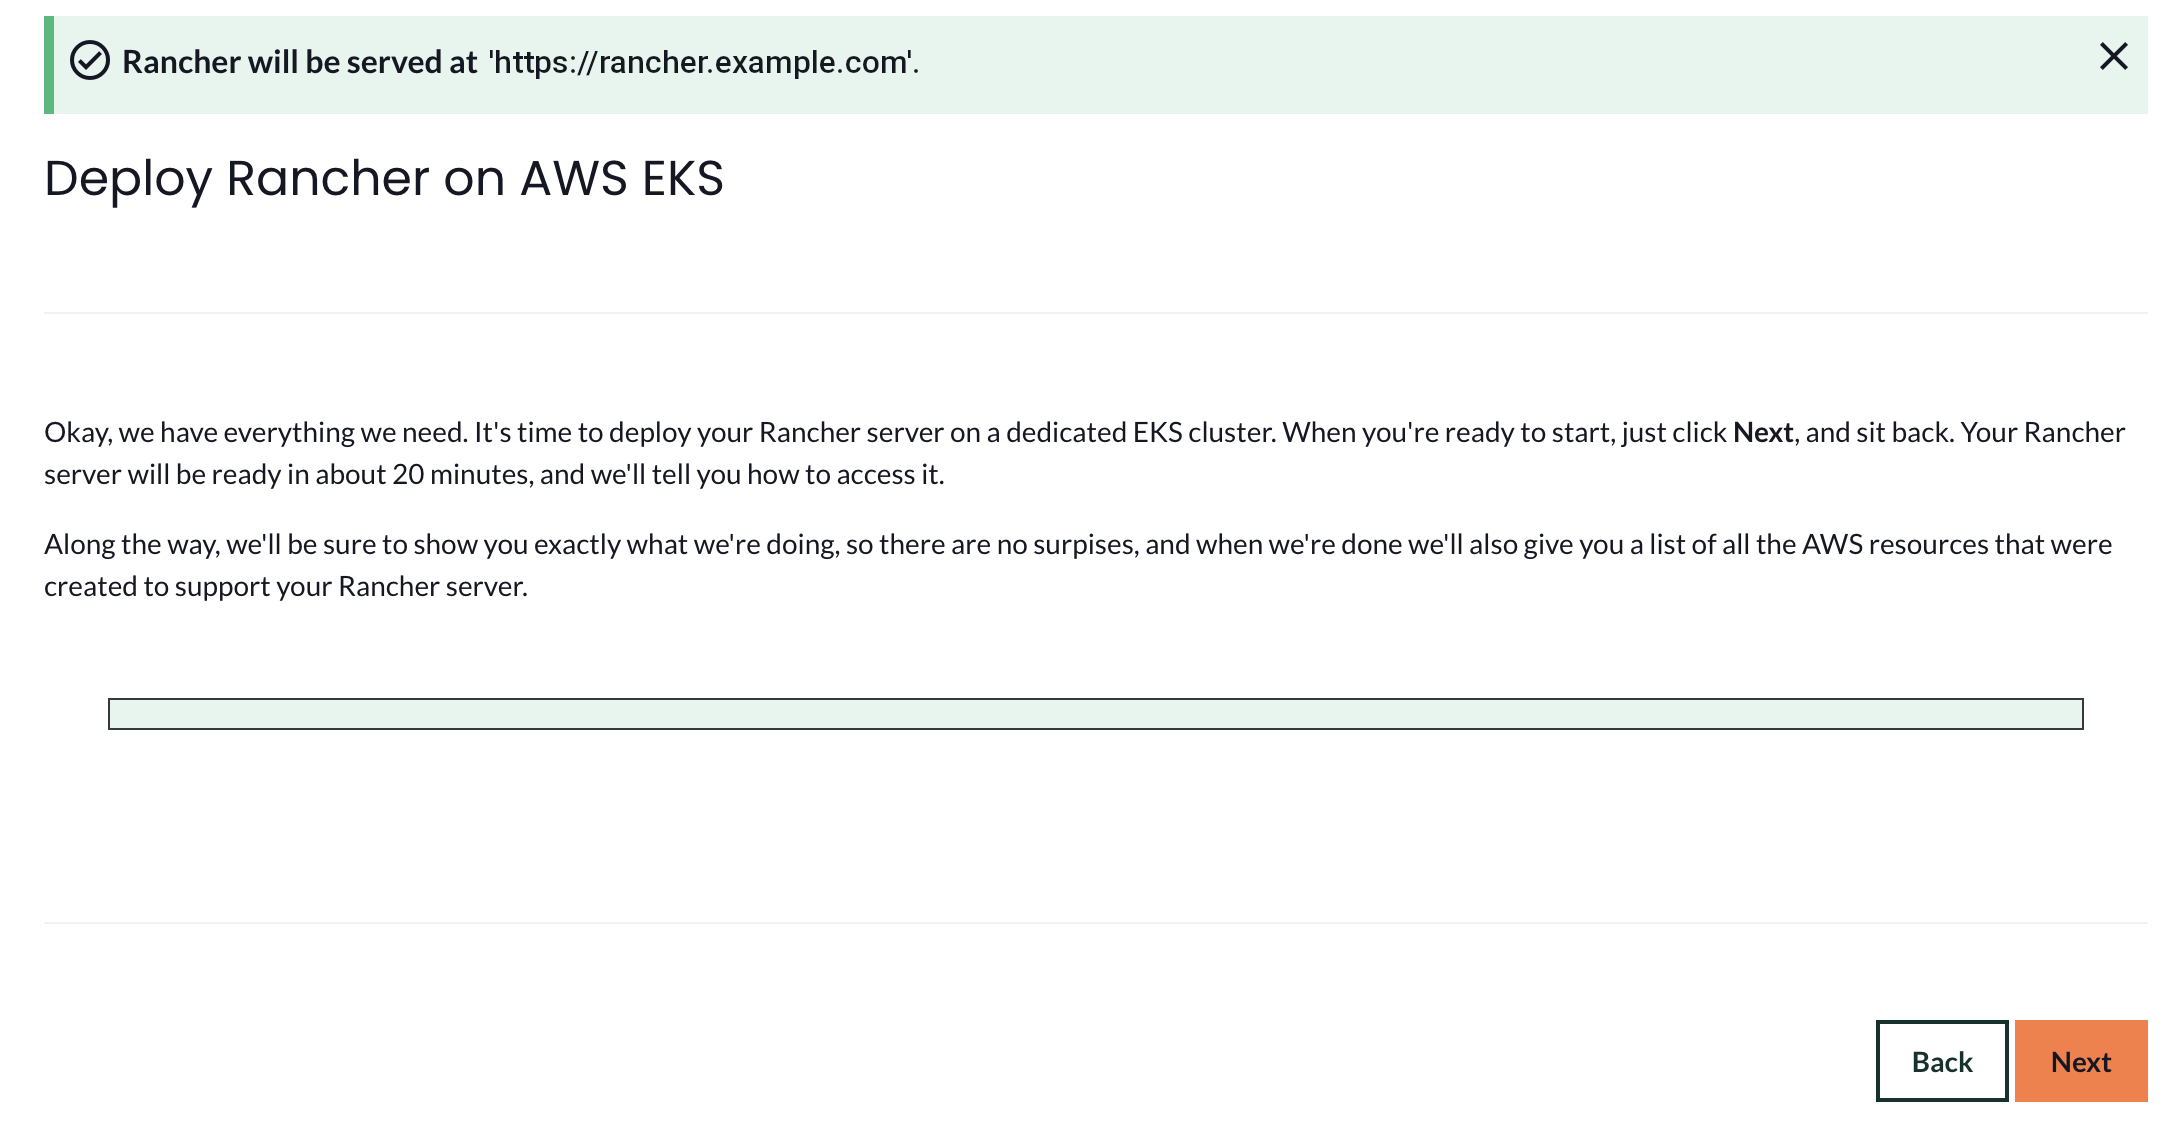 Rancher will be served at 'https://rancher.example.com'.
Deploy Rancher on AWS EKS
Okay, we have everything we need. It's time to deploy your Rancher server on a dedicated EKS cluster. When you're ready to start, just click Next, and sit back. Your Rancher
server will be ready in about 20 minutes, and we'll tell you how to access it.
Along the way, we'll be sure to show you exactly what we're doing, so there are no surpises, and when we're done we'll also give you a list of all the AWS resources that were
created to support your Rancher server.
Back Next